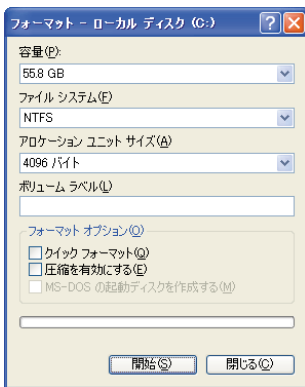 フォーマット - ローカル ディスク (C:)
容量(P):
55.8 GB
ファイル システム(F)
NTFS
アロケーション ユニット サイズ(A)
4096 バイト
ボリューム ラベル(L)
フォーマット オプション(O)
クイック フォーマット(Q)
圧縮を有効にする(E)
MS-DOS の起動ディスクを作成する(M)
開始(S)
閉じる(C)